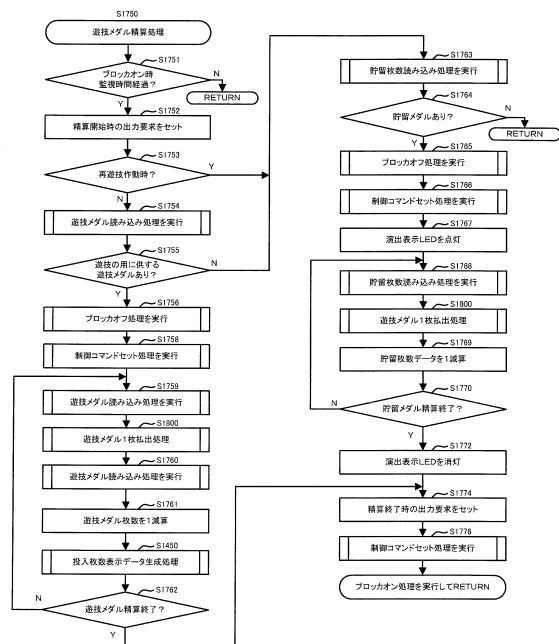 S1750
遊技メダル精算処理
S1751
ブロッカオン時
監視時間経過？
N
RETURN
Y
S1752
精算開始時の出力要求をセット
S1753
再遊技作動時？
Y
N
S1754
遊技メダル読み込み処理を実行
S1755
遊技の用に供する
遊技メダルあり？
N
Y
S1756
ブロッカオフ処理を実行
S1758
制御コマンドセット処理を実行
S1759
遊技メダル読み込み処理を実行
S1800
遊技メダル１枚払出処理
S1760
遊技メダル読み込み処理を実行
S1761
遊技メダル枚数を１減算
S1450
投入枚数表示データ生成処理
S1762
N
遊技メダル精算終了？
Y
S1763
貯留枚数読み込み処理を実行
S1764
貯留メダルあり？
N
RETURN
Y
S1765
ブロッカオフ処理を実行
S1766
制御コマンドセット処理を実行
S1767
演出表示LEDを点灯
S1768
貯留枚数読み込み処理を実行
S1800
遊技メダル１枚払出処理
S1769
貯留枚数データを１減算
S1770
N
貯留メダル精算終了？
Y
S1772
演出表示LEDを消灯
S1774
精算終了時の出力要求をセット
S1776
制御コマンドセット処理を実行
ブロッカオン処理を実行してRETURN